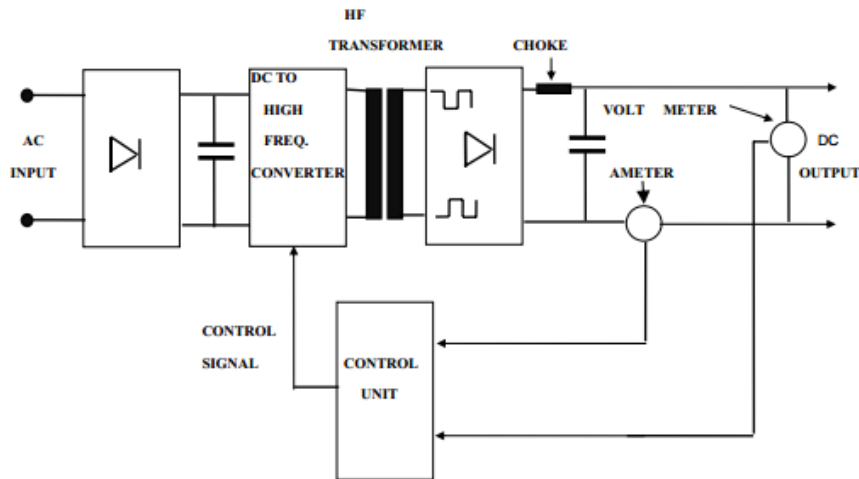 HF
TRANSFORMER
CHOKE
DC TO
HIGH
FREQ.
CONVERTER
VOLT METER
AC
INPUT
DC
OUTPUT
AMETER
CONTROL
SIGNAL
CONTROL
UNIT